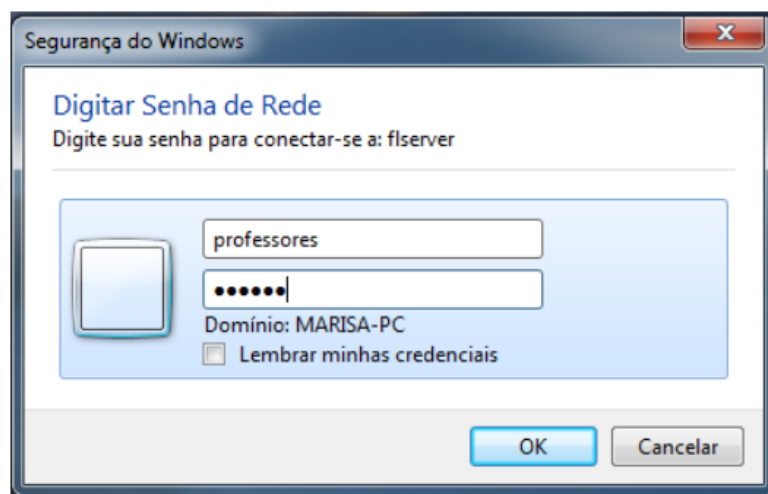 Segurança do Windows
Digitar Senha de Rede
Digite sua senha para conectar-se a: flserver
professores
••••••
Domínio: MARISA-PC
Lembrar minhas credenciais
OK
Cancelar